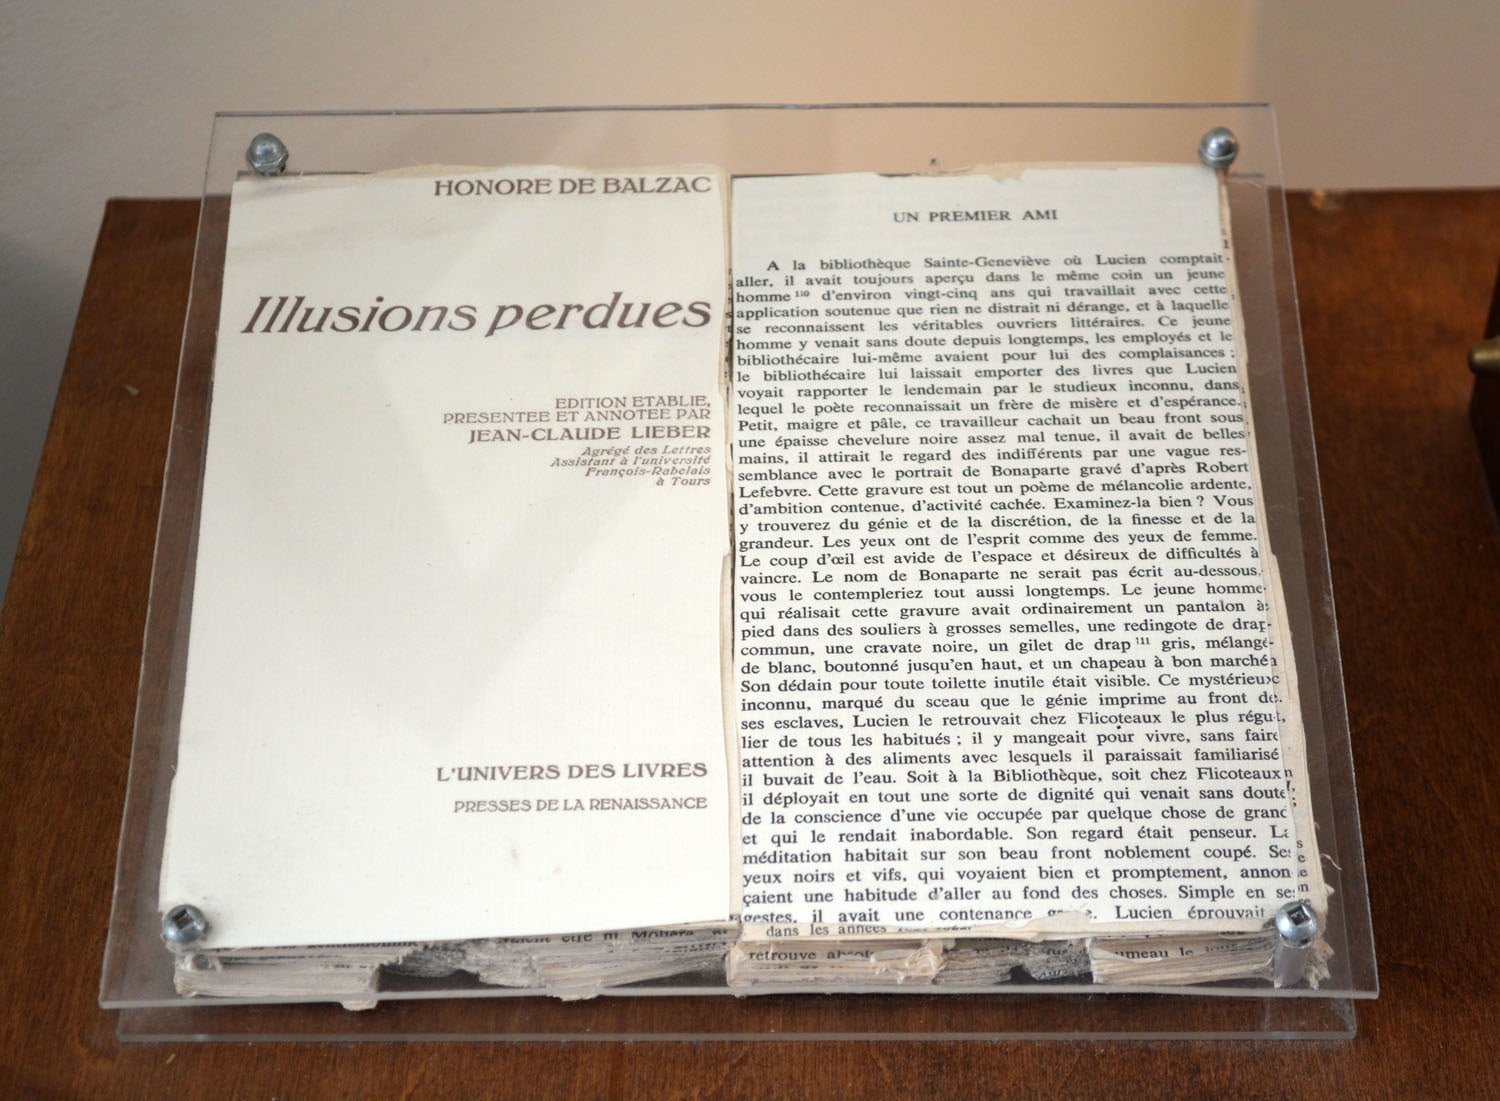 HONORE DE BALZAC
Illusions perdues
EDITION ETABLIE,
PRESENTEE ET ANNOTEE PAR
JEAN-CLAUDE LIEBER
Agrégé des Lettres
Assistant à l'université
François-Rabelais
à Tours
L'UNIVERS DES LIVRES
PRESSES DE LA RENAISSANCE
UN PREMIER AMI
A la bibliothèque Sainte-Geneviève où Lucien comptait
aller, il avait toujours aperçu dans le même coin un jeune
homme 110 d'environ vingt-cinq ans qui travaillait avec cette
application soutenue que rien ne distrait ni dérange, et à laquelle
se reconnaissent les véritables ouvriers littéraires. Ce jeune
homme y venait sans doute depuis longtemps, les employés et le
bibliothécaire lui-même avaient pour lui des complaisances ;
le bibliothécaire lui laissait emporter des livres que Lucien
voyait rapporter le lendemain par le studieux inconnu, dans
lequel le poète reconnaissait un frère de misère et d'espérance.
Petit, maigre et pâle, ce travailleur cachait un beau front sous
une épaisse chevelure noire assez mal tenue, il avait de belles
mains, il attirait le regard des indifférents par une vague res-
semblance avec le portrait de Bonaparte gravé d'après Robert
Lefebvre. Cette gravure est tout un poème de mélancolie ardente,
d'ambition contenue, d'activité cachée. Examinez-la bien ? Vous
y trouverez du génie et de la discrétion, de la finesse et de la
grandeur. Les yeux ont de l'esprit comme des yeux de femme.
Le coup d'œil est avide de l'espace et désireux de difficultés à
vaincre. Le nom de Bonaparte ne serait pas écrit au-dessous,
vous le contempleriez tout aussi longtemps. Le jeune homme
qui réalisait cette gravure avait ordinairement un pantalon à
pied dans des souliers à grosses semelles, une redingote de drap
commun, une cravate noire, un gilet de drap 111 gris, mélangé
de blanc, boutonné jusqu'en haut, et un chapeau à bon marché
Son dédain pour toute toilette inutile était visible. Ce mystérieux
inconnu, marqué du sceau que le génie imprime au front de
ses esclaves, Lucien le retrouvait chez Flicoteaux le plus régu-
lier de tous les habitués ; il y mangeait pour vivre, sans faire
attention à des aliments avec lesquels il paraissait familiarisé
il buvait de l'eau. Soit à la Bibliothèque, soit chez Flicoteaux
il déployait en tout une sorte de dignité qui venait sans doute
de la conscience d'une vie occupée par quelque chose de grand
et qui le rendait inabordable. Son regard était penseur. La
méditation habitait sur son beau front noblement coupé. Ses
yeux noirs et vifs, qui voyaient bien et promptement, annon
çaient une habitude d'aller au fond des choses. Simple en ses
gestes, il avait une contenance Lucien éprouvait
dans les années
retrouve